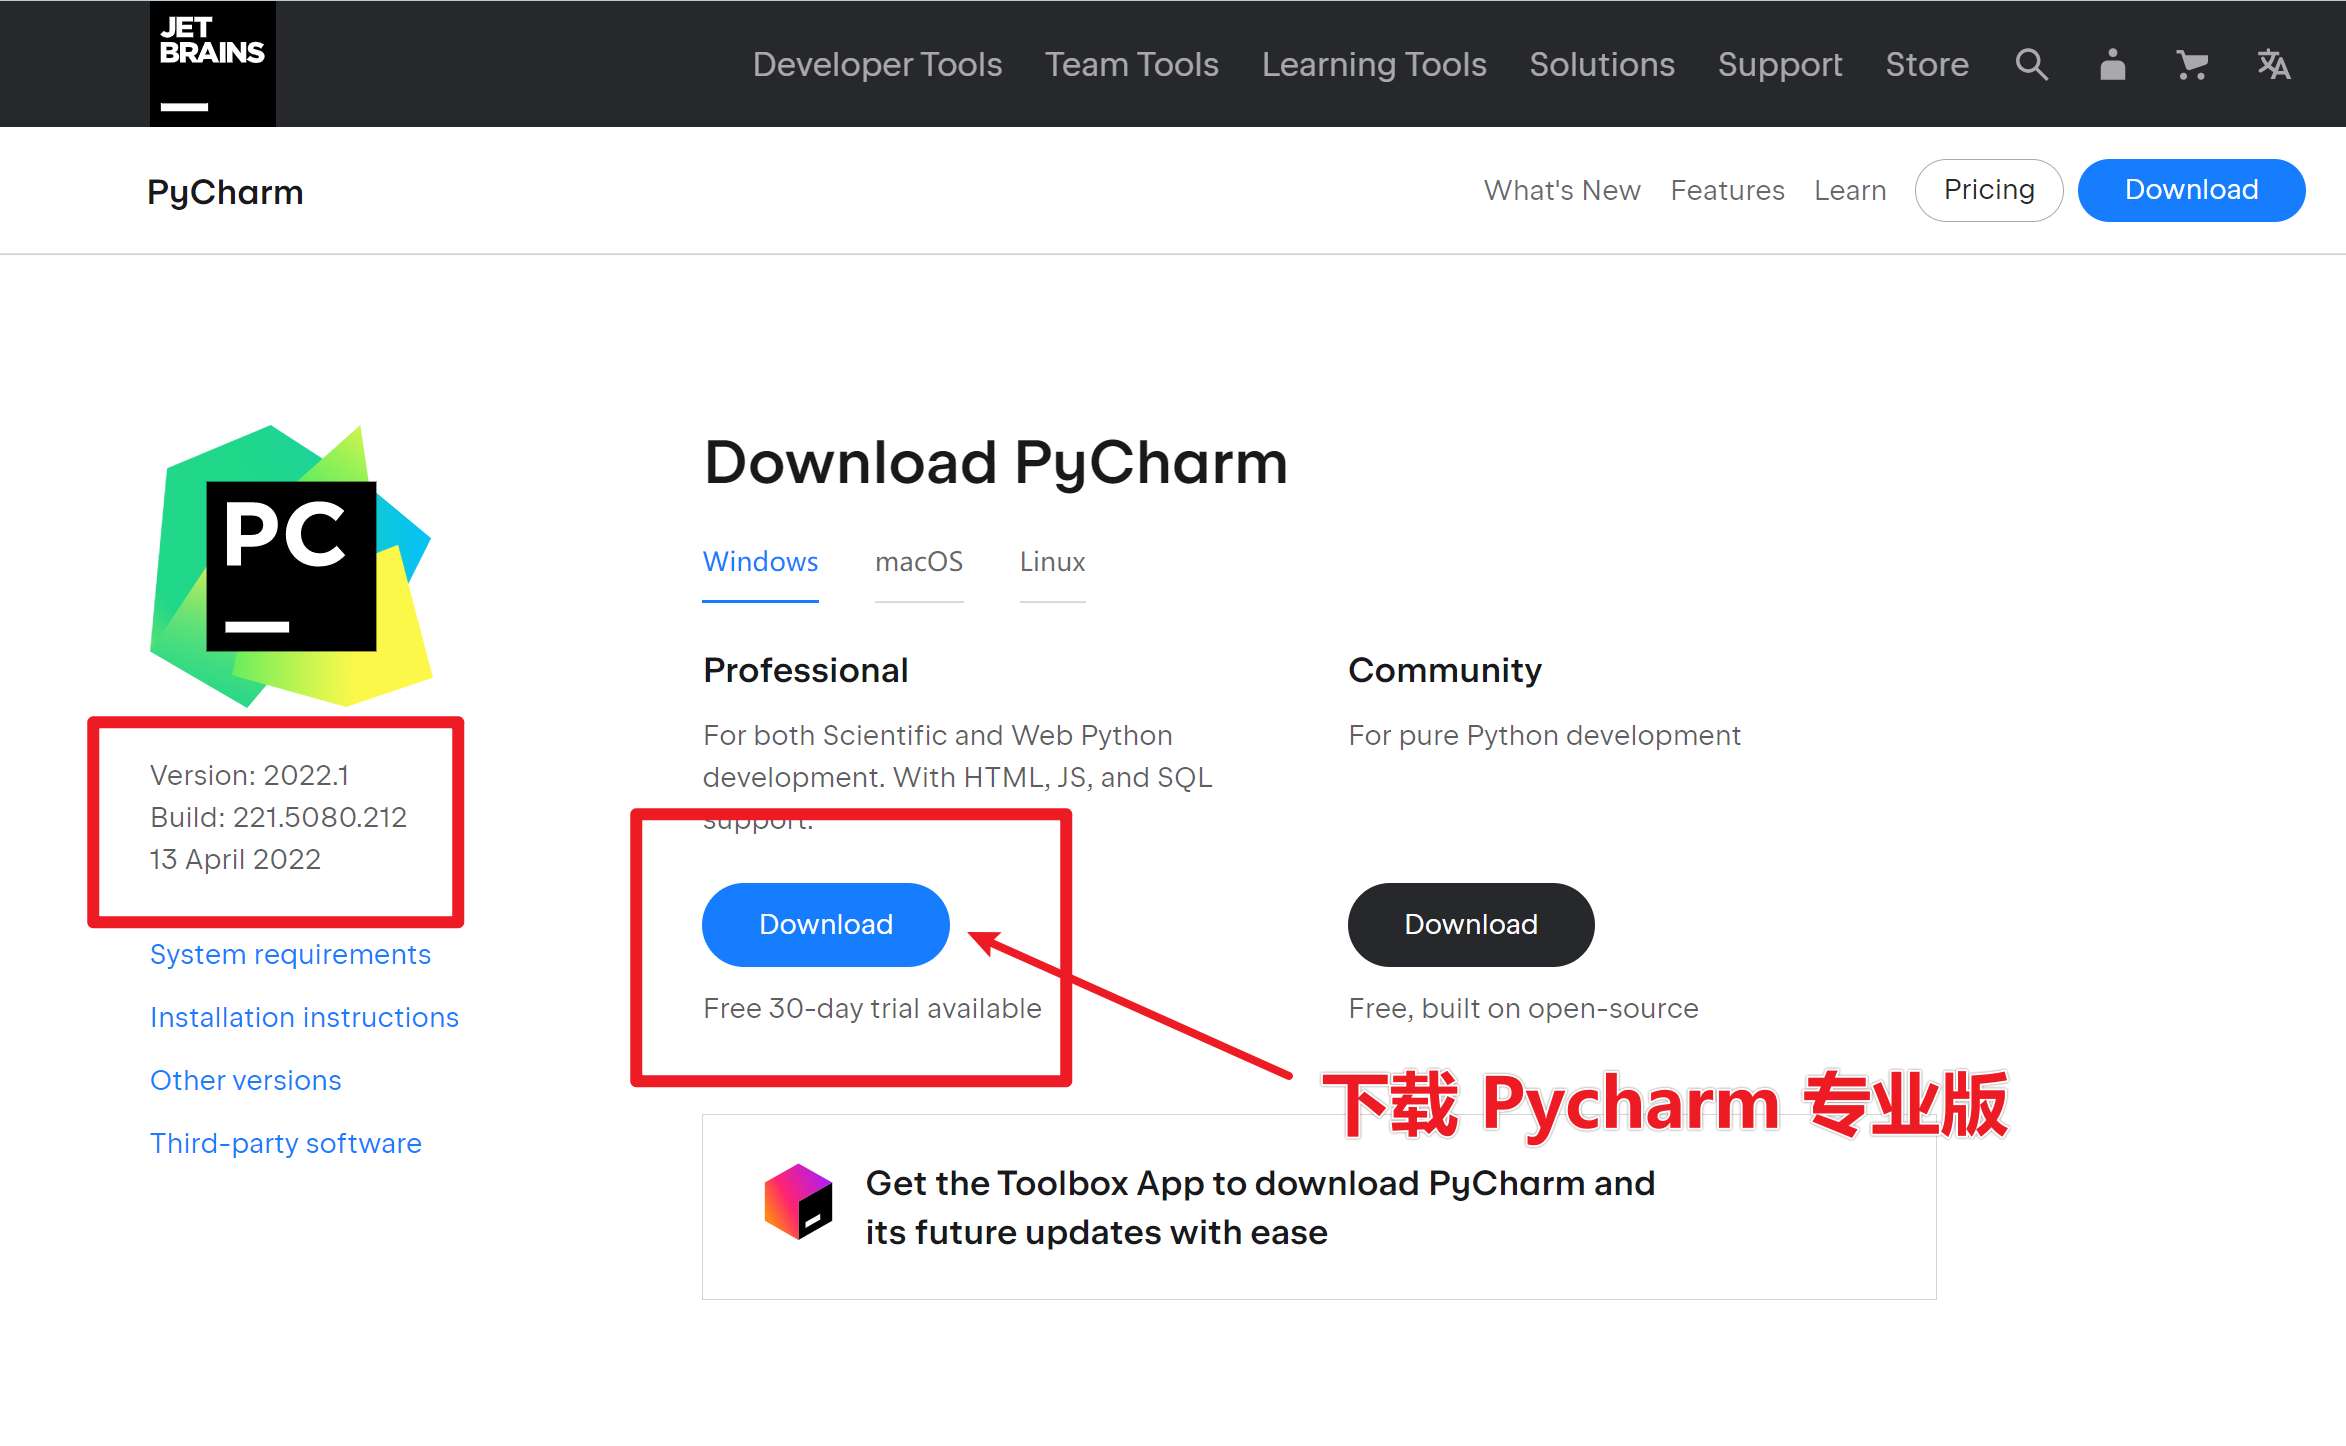 JET
BRAINS
Developer Tools Team Tools Learning Tools Solutions Support Store
PyCharm
What's New Features Learn Pricing Download
PC
Version: 2022.1
Build: 221.5080.212
13 April 2022
System requirements
Installation instructions
Other versions
Third-party software
Download PyCharm
Windows macOS Linux
Professional
For both Scientific and Web Python
development. With HTML, JS, and SQL
support.
Download
Free 30-day trial available
Community
For pure Python development
Download
Free, built on open-source
下载 Pycharm 专业版
Get the Toolbox App to download PyCharm and
its future updates with ease